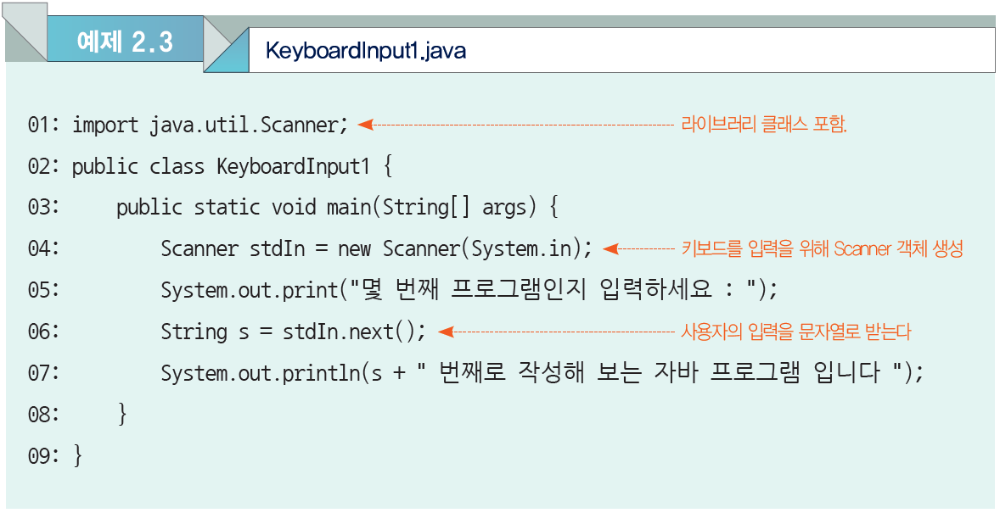 예제 2.3
KeyboardInput1.java
01: import java.util.Scanner; 라이브러리 클래스 포함.
02: public class KeyboardInput1 {
03:     public static void main(String[] args) {
04:         Scanner stdIn = new Scanner(System.in); 키보드를 입력을 위해 Scanner 객체 생성
05:         System.out.print("몇 번째 프로그램인지 입력하세요 : ");
06:         String s = stdIn.next(); 사용자의 입력을 문자열로 받는다
07:         System.out.println(s + " 번째로 작성해 보는 자바 프로그램 입니다 ");
08:     }
09: }